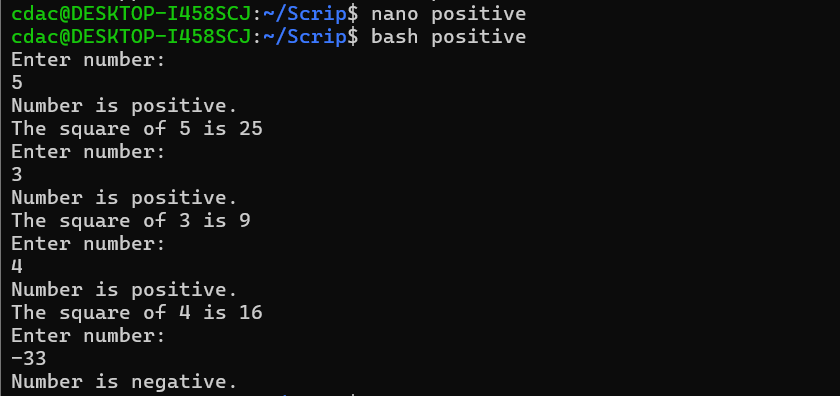 cdac@DESKTOP-I458SCJ:~/Scrip$ nano positive
cdac@DESKTOP-I458SCJ:~/Scrip$ bash positive
Enter number:
5
Number is positive.
The square of 5 is 25
Enter number:
3
Number is positive.
The square of 3 is 9
Enter number:
4
Number is positive.
The square of 4 is 16
Enter number:
-33
Number is negative.